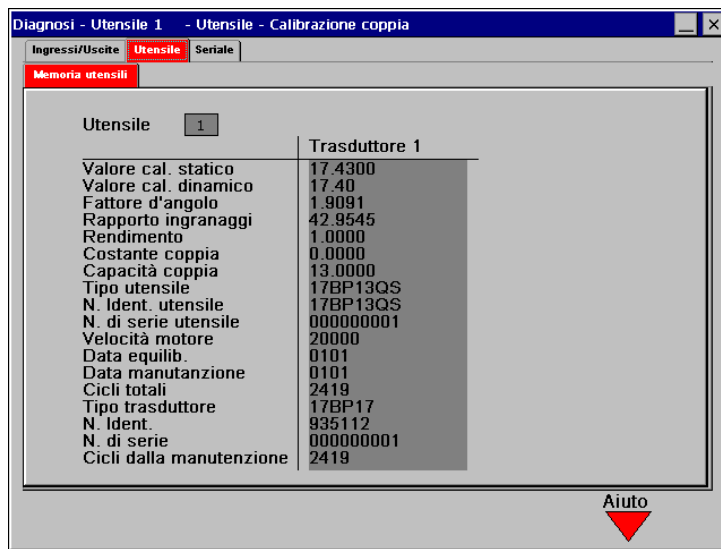 Diagnosi - Utensile 1 - Utensile - Calibrazione coppia
Ingressi/Uscite Utensile Seriale
Memoria utensili
Utensile 1
Trasduttore 1
Valore cal. statico 17.4300
Valore cal. dinamico 17.40
Fattore d'angolo 1.9091
Rapporto ingranaggi 42.9545
Rendimento 1.0000
Costante coppia 0.0000
Capacità coppia 13.0000
Tipo utensile 17BP13QS
N. Ident. utensile 17BP13QS
N. di serie utensile 000000001
Velocità motore 20000
Data equilib. 0101
Data manutanzione 0101
Cicli totali 2419
Tipo trasduttore 17BP17
N. Ident. 935112
N. di serie 000000001
Cicli dalla manutenzione 2419
Aiuto